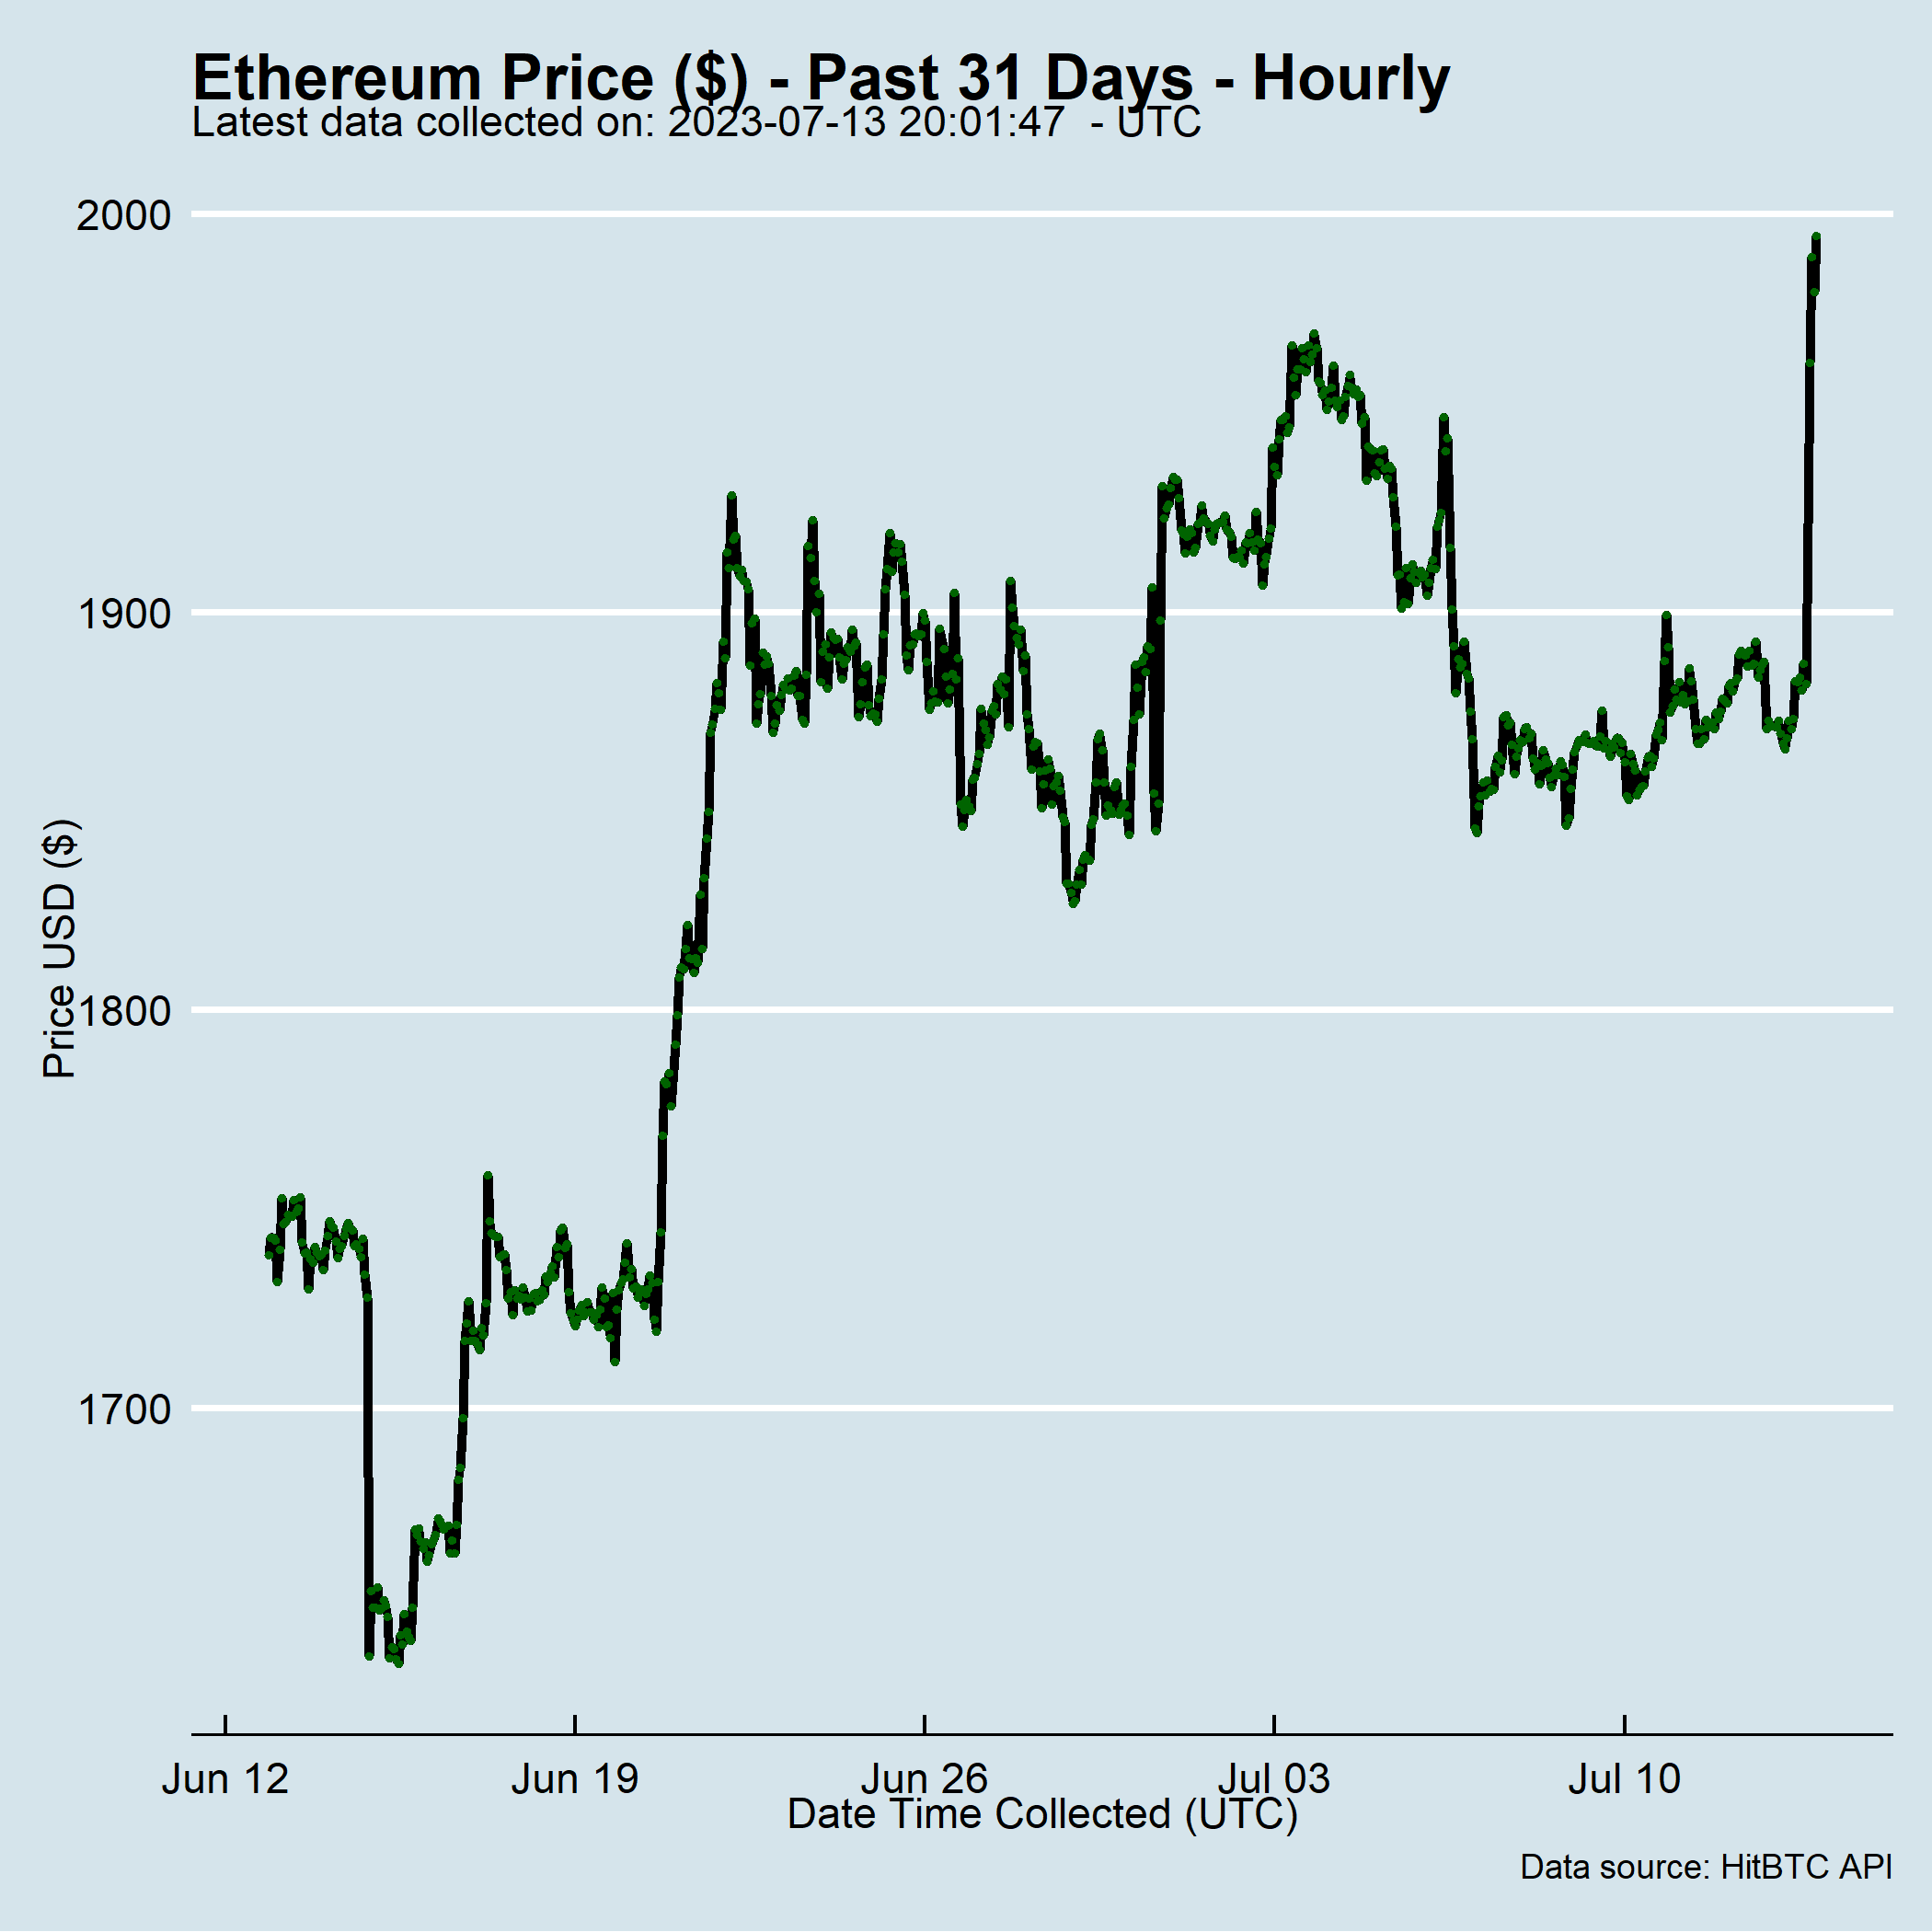 Ethereum Price ($) - Past 31 Days - Hourly
Latest data collected on: 2023-07-13 20:01:47  - UTC
2000
1900
1800
1700
Price USD ($)
Jun 12
Jun 19
Jun 26
Jul 03
Jul 10
Date Time Collected (UTC)
Data source: HitBTC API